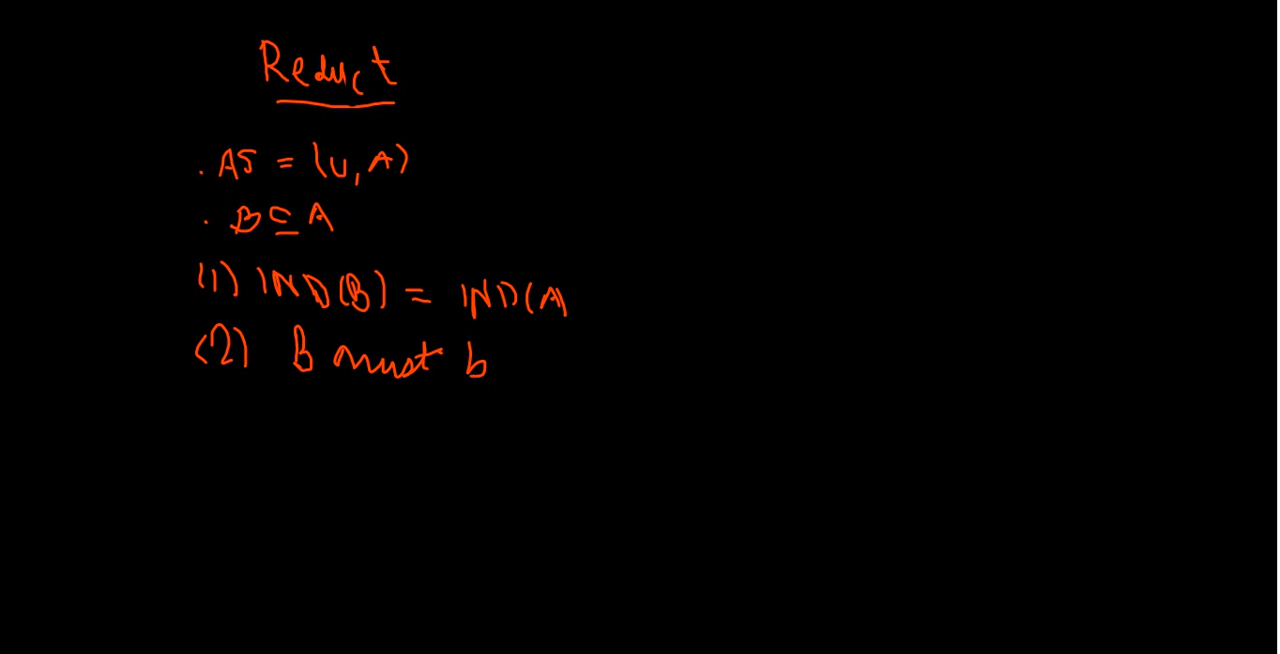 Reduct
. AS = (U, A)
. B ⊆ A
(1) IND(B) = IND(A)
(2) B must b